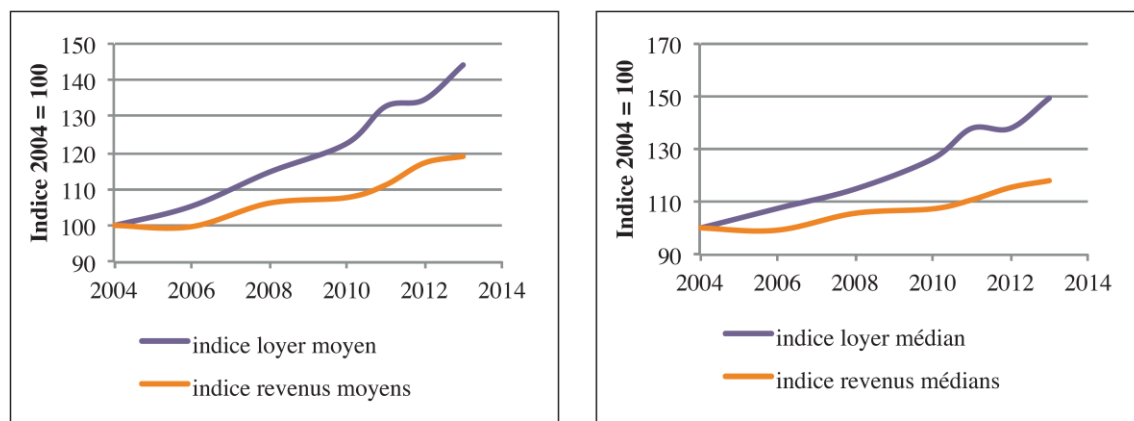 Indice 2004 = 100
150
140
130
120
110
100
90
2004 2006 2008 2010 2012 2014
indice loyer moyen
indice revenus moyens
Indice 2004 = 100
170
150
130
110
90
2004 2006 2008 2010 2012 2014
indice loyer médian
indice revenus médians